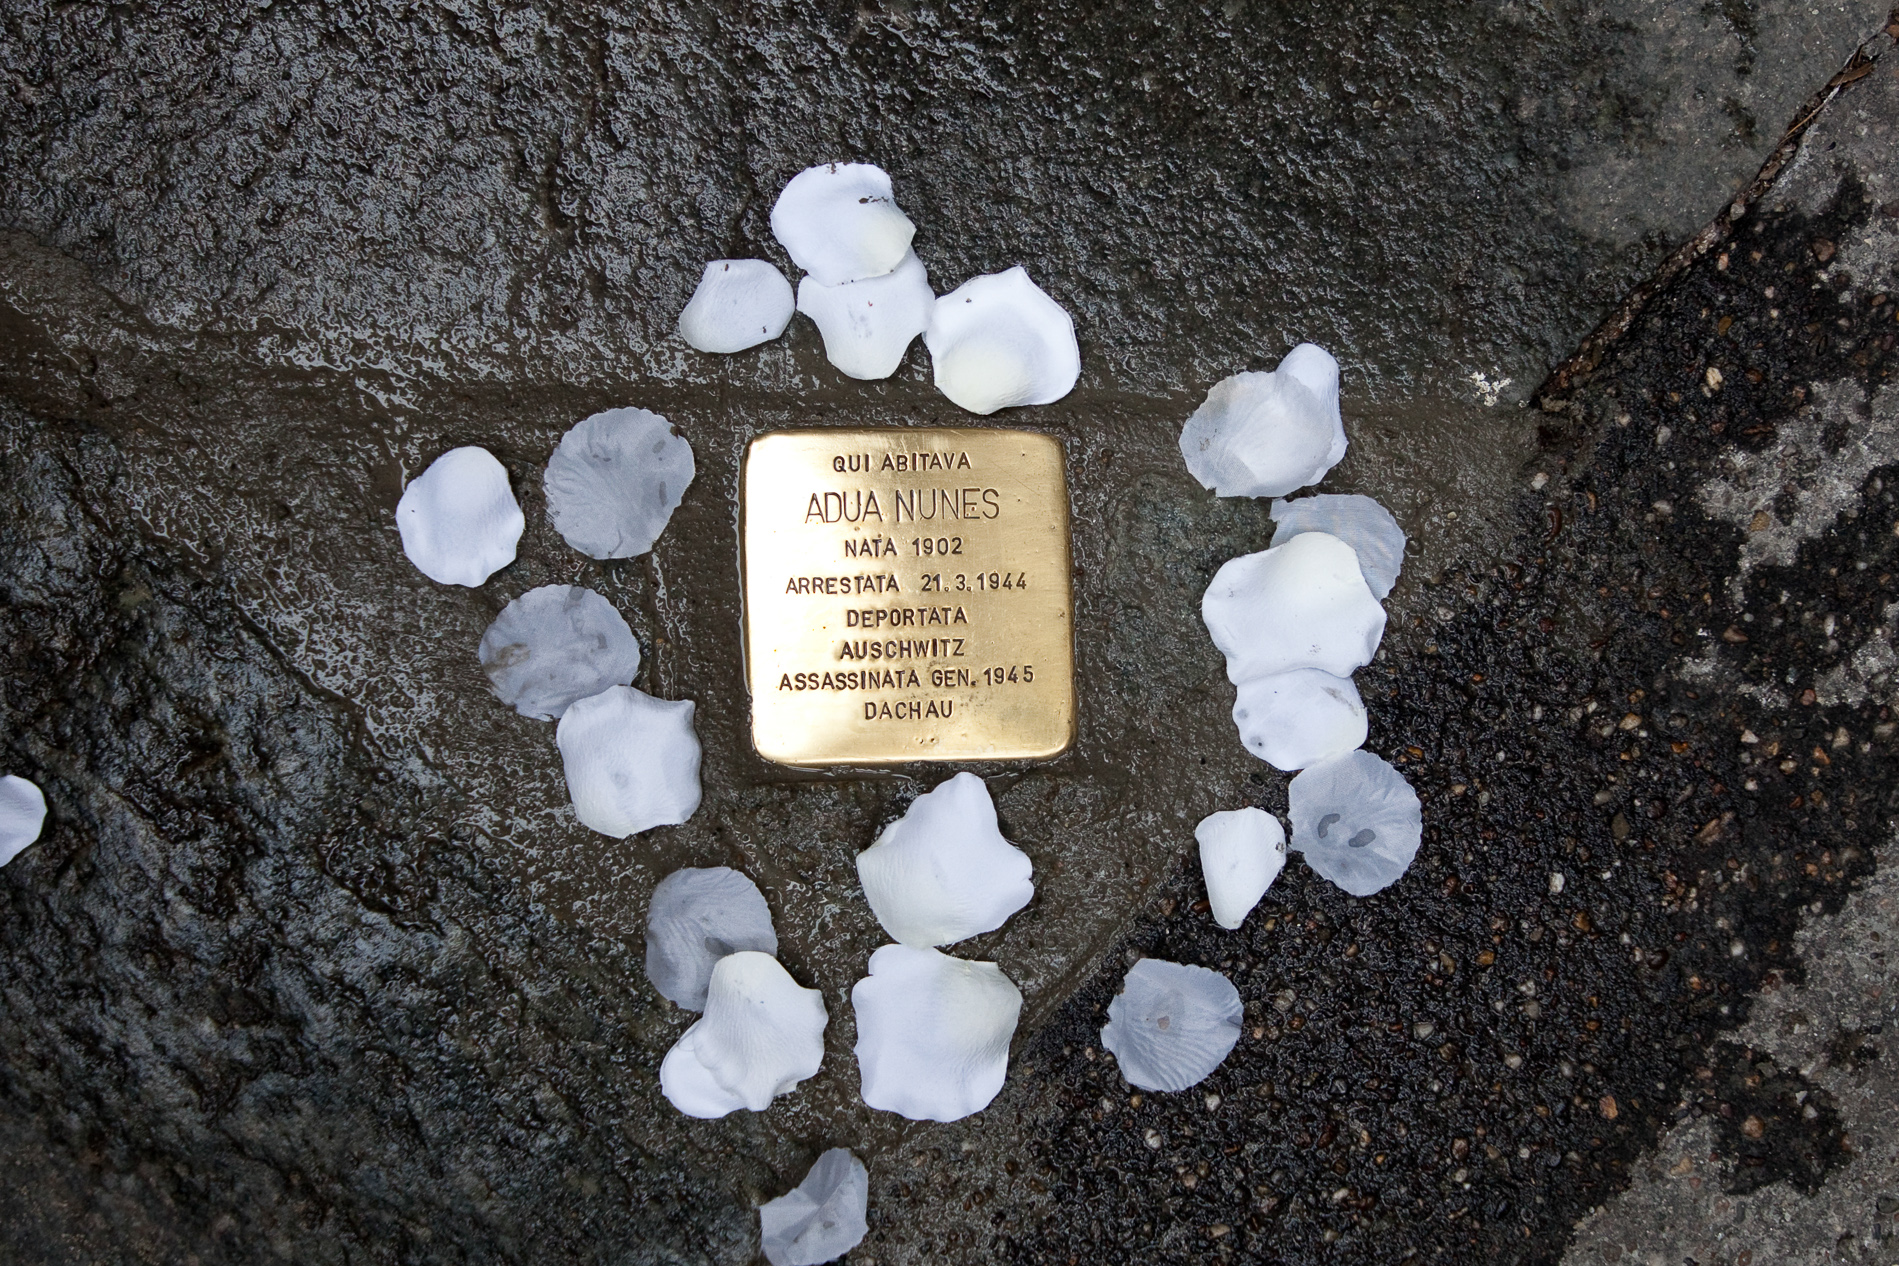 QUI ABITAVA
ADUA NUNES
NATA 1902
ARRESTATA 21.3.1944
DEPORTATA
AUSCHWITZ
ASSASSINATA GEN. 1945
DACHAU